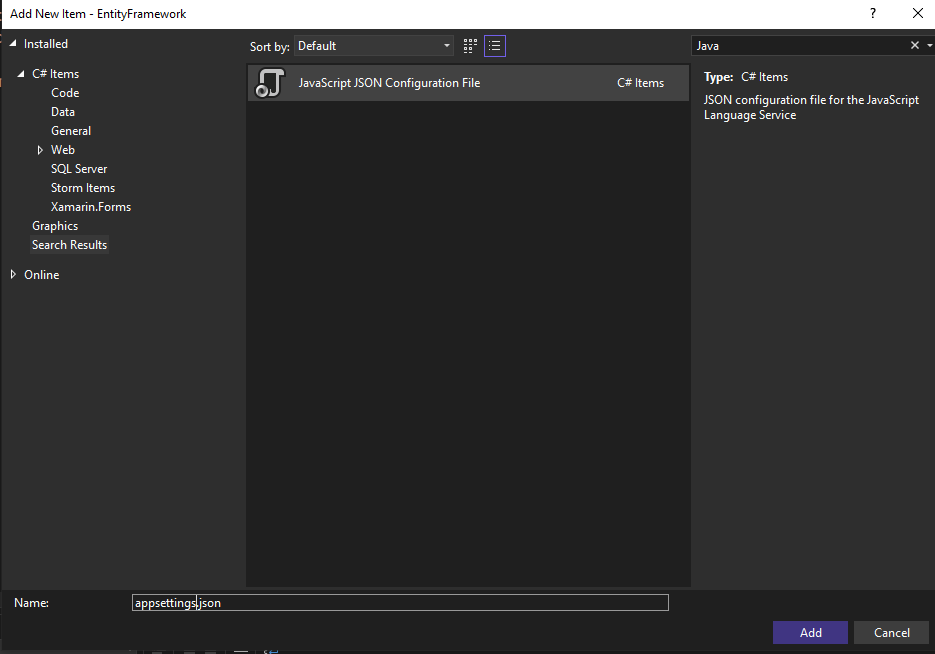 Add New Item - EntityFramework
?
Installed
C# Items
Code
Data
General
Web
SQL Server
Storm Items
Xamarin.Forms
Graphics
Search Results
Online
Sort by: Default
JavaScript JSON Configuration File C# Items
Java
Type: C# Items
JSON configuration file for the JavaScript
Language Service
Name: appsettings.json
Add Cancel